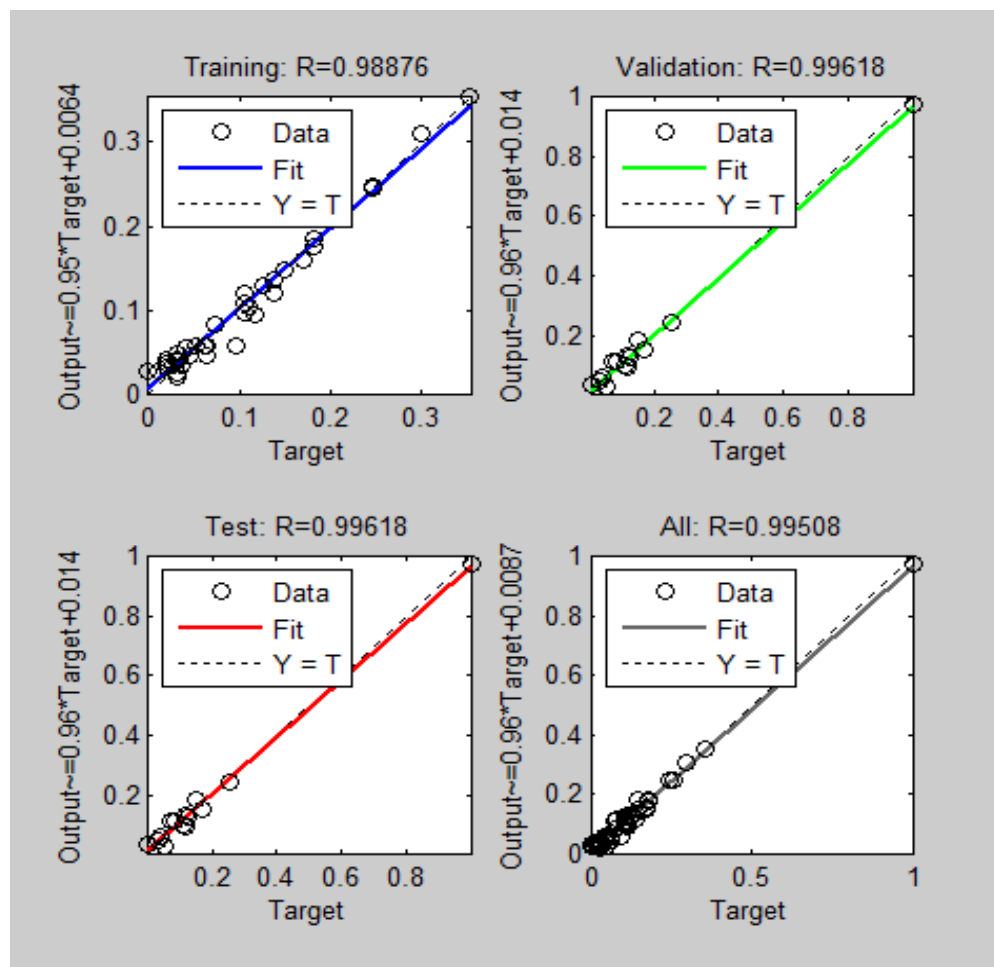 Training: R=0.98876
Output~=0.95*Target+0.0064
0.3
0.2
0.1
0
Data
Fit
Y = T
0 0.1 0.2 0.3
Target
Validation: R=0.99618
Output~=0.96*Target+0.014
1
0.8
0.6
0.4
0.2
Data
Fit
Y = T
0.2 0.4 0.6 0.8
Target
Test: R=0.99618
Output~=0.96*Target+0.014
1
0.8
0.6
0.4
0.2
Data
Fit
Y = T
0.2 0.4 0.6 0.8
Target
All: R=0.99508
Output~=0.96*Target+0.0087
1
0.8
0.6
0.4
0.2
0
Data
Fit
Y = T
0 0.5 1
Target